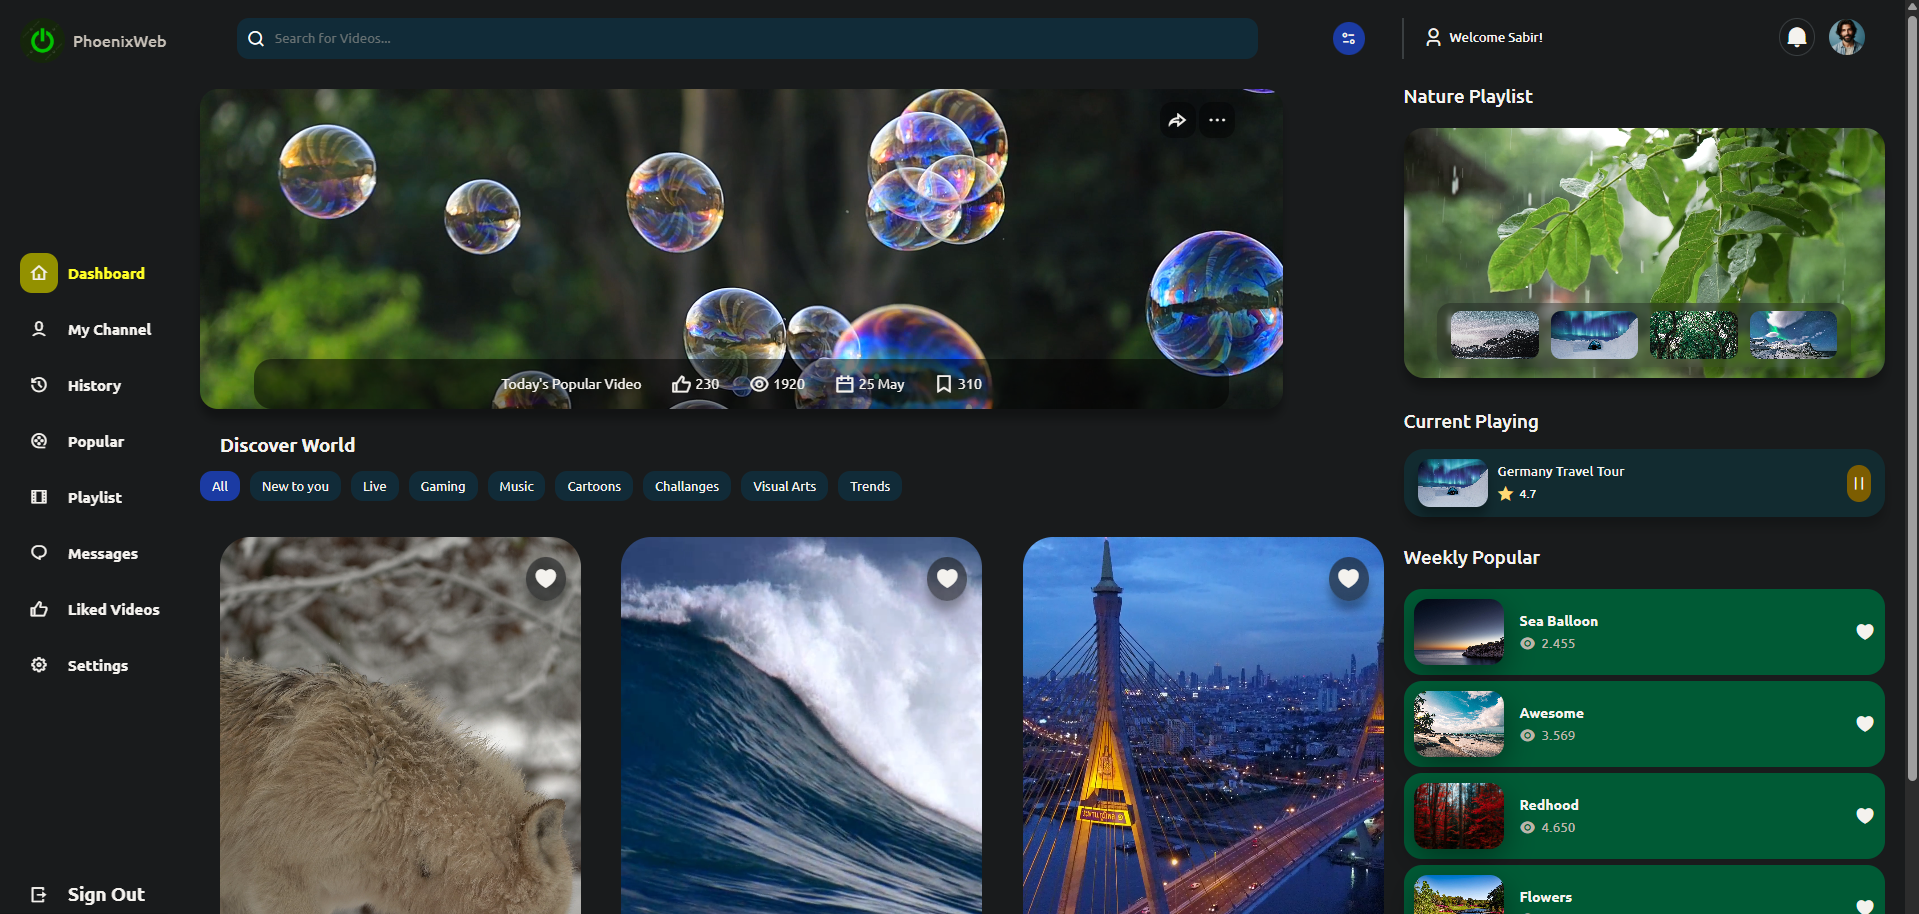 PhoenixWeb
Search for Videos...
Welcome Sabir!
Dashboard
My Channel
History
Popular
Playlist
Messages
Liked Videos
Settings
Sign Out
Today's Popular Video 230 1920 25 May 310
Discover World
All New to you Live Gaming Music Cartoons Challanges Visual Arts Trends
Nature Playlist
Current Playing
Germany Travel Tour
4.7
Weekly Popular
Sea Balloon
2.455
Awesome
3.569
Redhood
4.650
Flowers